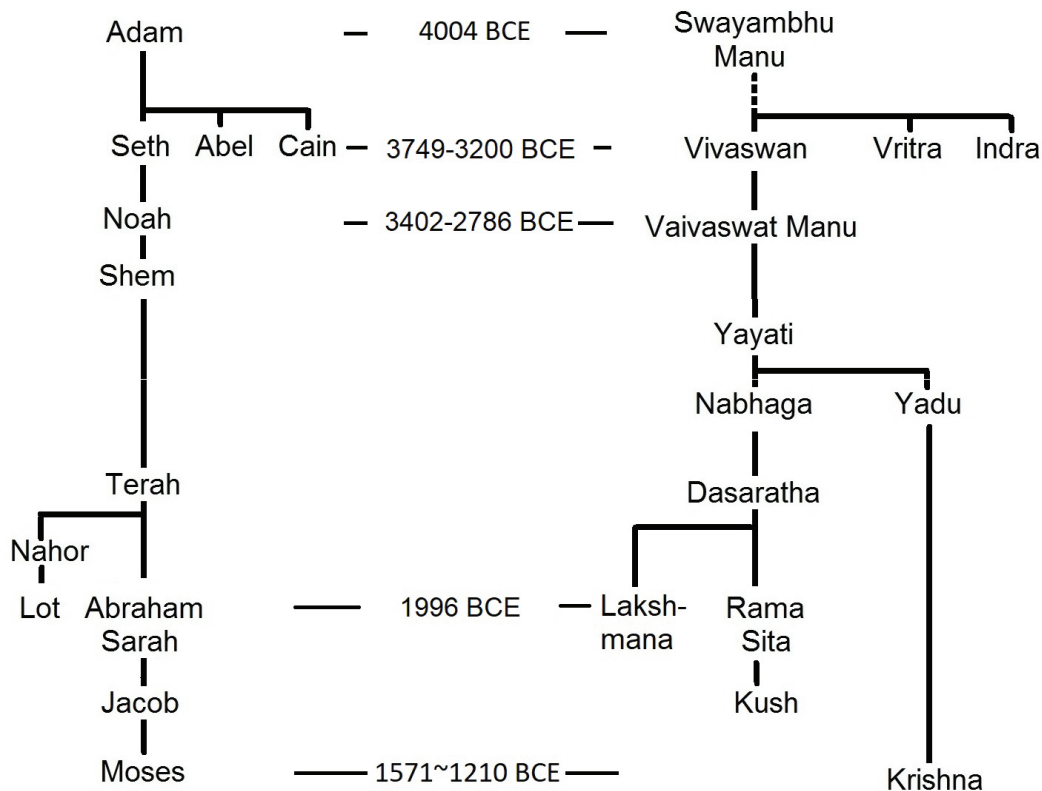 Adam
4004 BCE
Swayambhu
Manu
Seth Abel Cain
3749-3200 BCE
Vivaswan Vritra Indra
Noah
3402-2786 BCE
Vaivaswat Manu
Shem
Yayati
Nabhaga Yadu
Terah
Dasaratha
Nahor
Lot
Abraham
Sarah
1996 BCE
Laksh-
mana
Rama
Sita
Jacob
Kush
Moses
1571~1210 BCE
Krishna